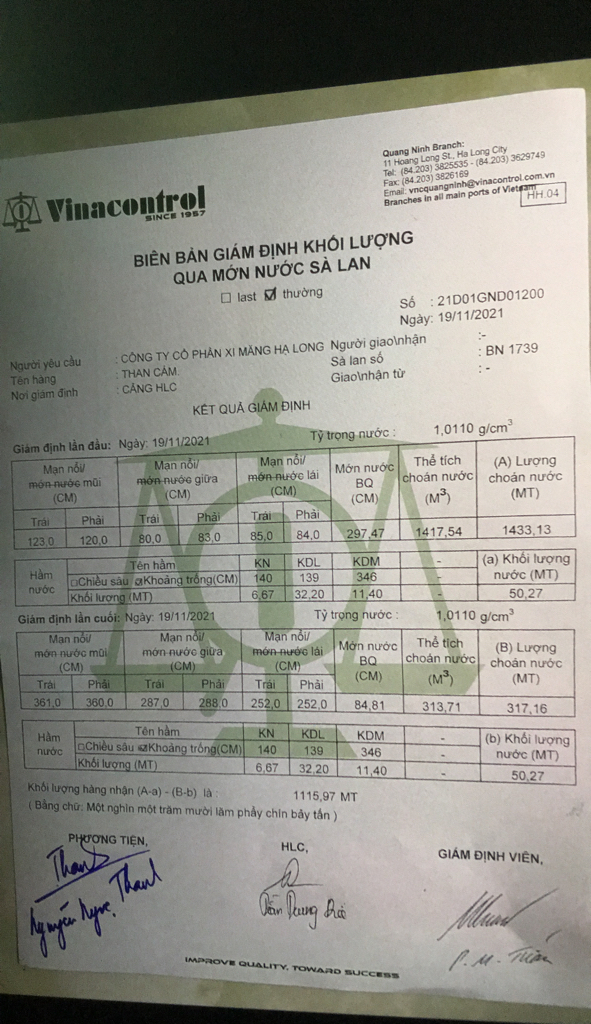 Vinacontrol
SINCE 1957
Quang Ninh Branch:
11 Hoang Long St., Ha Long City
Tel: (84.203) 3825535 - (84.203) 3629749
Fax: (84.203) 3826169
Email: vncquangninh@vinacontrol.com.vn
Branches in all main ports of Vietnam
HH.04
BIÊN BẢN GIÁM ĐỊNH KHỐI LƯỢNG
QUA MỚN NƯỚC SÀ LAN
☐ last ☑ thường
Số : 21D01GND01200
Ngày: 19/11/2021
Người yêu cầu : CÔNG TY CỔ PHẦN XI MĂNG HẠ LONG Người giao\nhận :-
Tên hàng : THAN CÁM. Sà lan số : BN 1739
Nơi giám định : CẢNG HLC Giao/nhận từ : -
KẾT QUẢ GIÁM ĐỊNH
Giám định lần đầu: Ngày: 19/11/2021 Tỷ trọng nước : 1,0110 g/cm³
Mạn nổi/ Mạn nổi/ Mạn nổi/ Mớn nước Thể tích (A) Lượng
mớn nước mũi mớn nước giữa mớn nước lái BQ choán nước choán nước
(CM) (CM) (CM) (CM) (M³) (MT)
Trái Phải Trái Phải Trái Phải
123,0 120,0 80,0 83,0 85,0 84,0 297,47 1417,54 1433,13
Hầm nước Tên hầm KN KDL KDM - (a) Khối lượng
☐Chiều sâu ☑Khoảng trống(CM) 140 139 346 - nước (MT)
Khối lượng (MT) 6,67 32,20 11,40 - 50,27
Giám định lần cuối: Ngày: 19/11/2021 Tỷ trọng nước : 1,0110 g/cm³
Mạn nổi/ Mạn nổi/ Mạn nổi/ Mớn nước Thể tích (B) Lượng
mớn nước mũi mớn nước giữa mớn nước lái BQ choán nước choán nước
(CM) (CM) (CM) (CM) (M³) (MT)
Trái Phải Trái Phải Trái Phải
361,0 360,0 287,0 288,0 252,0 252,0 84,81 313,71 317,16
Hầm nước Tên hầm KN KDL KDM - (b) Khối lượng
☐Chiều sâu ☑Khoảng trống(CM) 140 139 346 - nước (MT)
Khối lượng (MT) 6,67 32,20 11,40 - 50,27
Khối lượng hàng nhận (A-a) - (B-b) là : 1115,97 MT
( Bằng chữ: Một nghìn một trăm mười lăm phẩy chín bảy tấn )
PHƯƠNG TIỆN, HLC, GIÁM ĐỊNH VIÊN,
Thanh
Nguyễn Ngọc Thanh
IMPROVE QUALITY, TOWARD SUCCESS